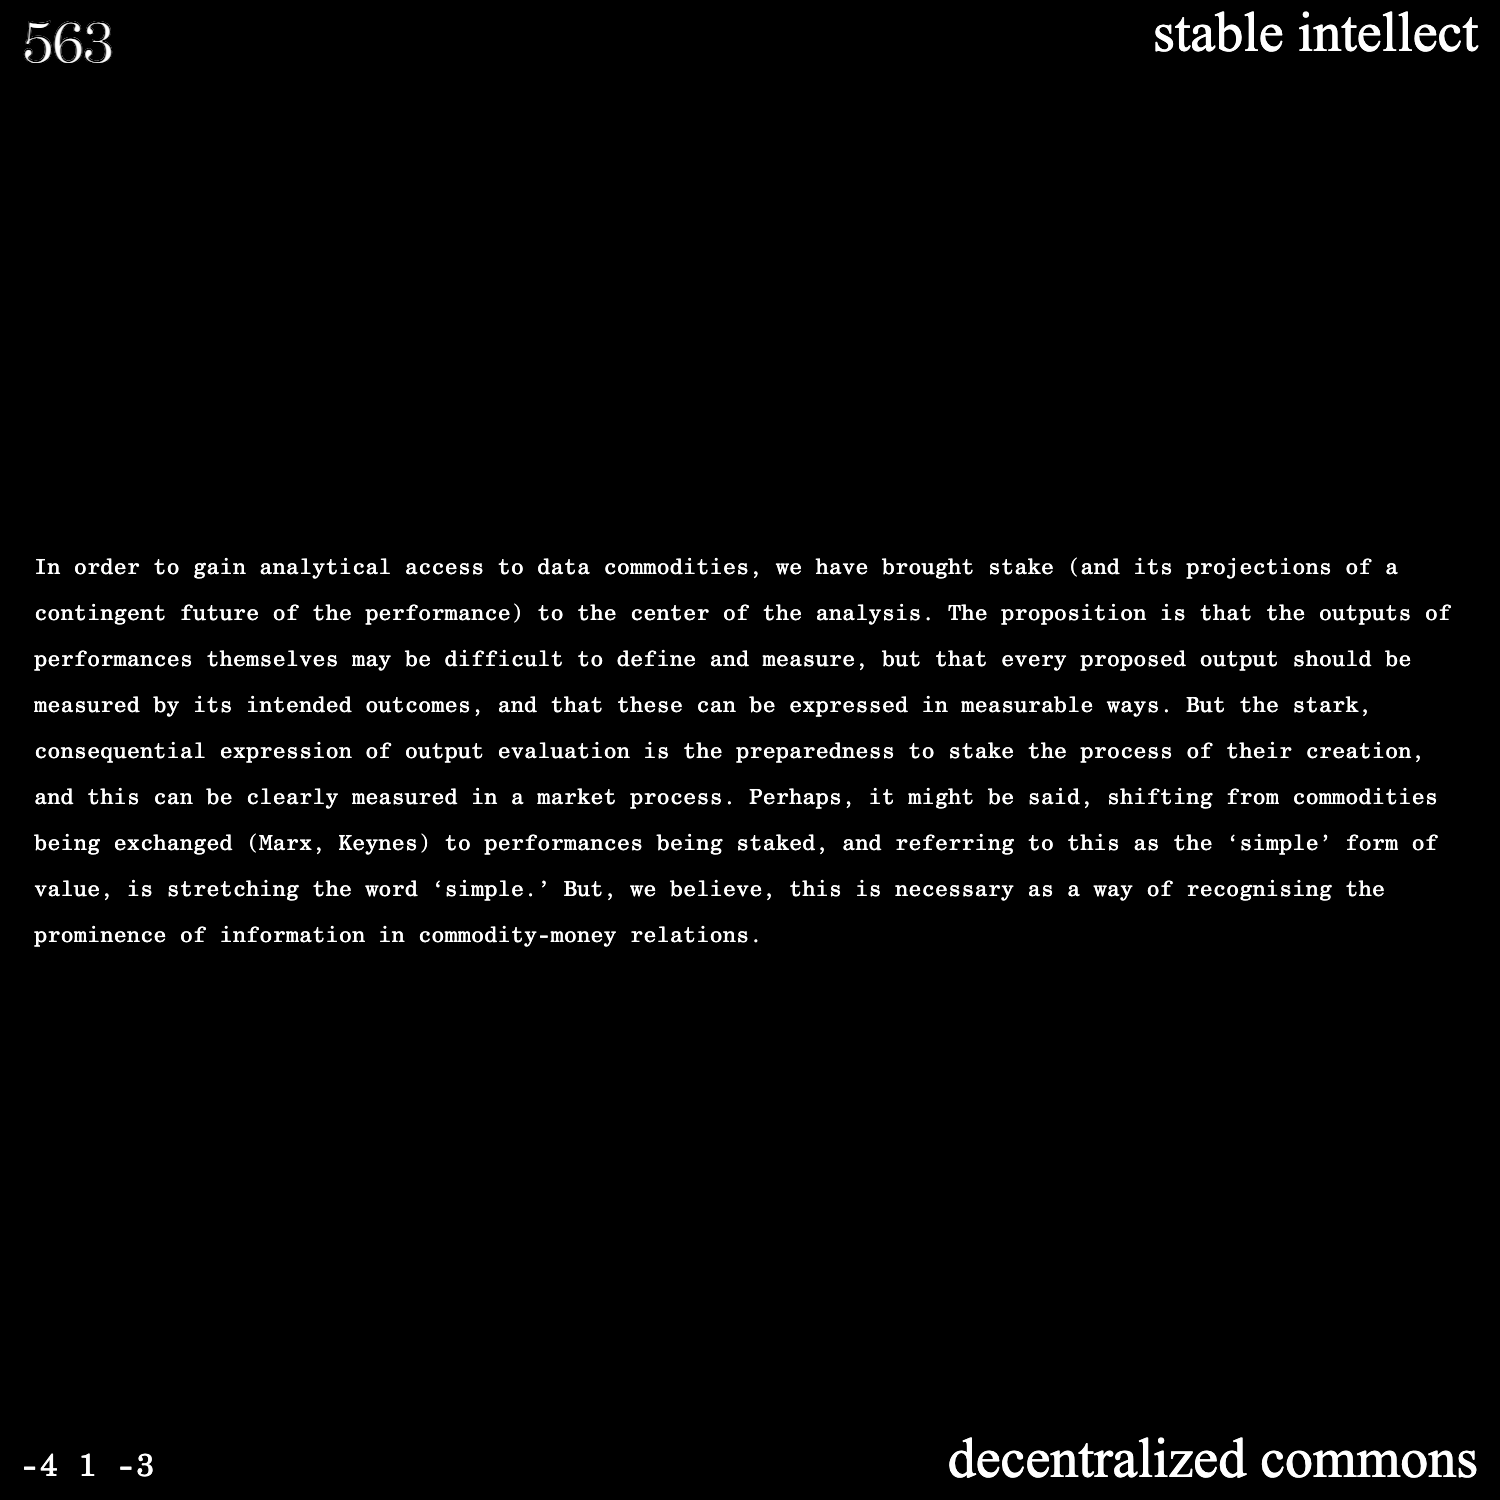 563
stable intellect
In order to gain analytical access to data commodities, we have brought stake (and its projections of a
contingent future of the performance) to the center of the analysis. The proposition is that the outputs of
performances themselves may be difficult to define and measure, but that every proposed output should be
measured by its intended outcomes, and that these can be expressed in measurable ways. But the stark,
consequential expression of output evaluation is the preparedness to stake the process of their creation,
and this can be clearly measured in a market process. Perhaps, it might be said, shifting from commodities
being exchanged (Marx, Keynes) to performances being staked, and referring to this as the ‘simple’ form of
value, is stretching the word ‘simple.’ But, we believe, this is necessary as a way of recognising the
prominence of information in commodity-money relations.
-4 1 -3
decentralized commons